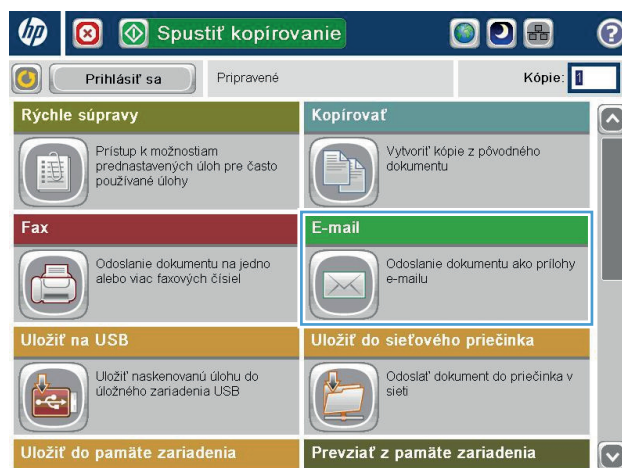 hp
Spustiť kopírovanie
?
Prihlásiť sa
Pripravené
Kópie: 1
Rýchle súpravy
Kopírovať
Prístup k možnostiam
prednastavených úloh pre často
používané úlohy
Vytvoriť kópie z pôvodného
dokumentu
Fax
E-mail
Odoslanie dokumentu na jedno
alebo viac faxových čísiel
Odoslanie dokumentu ako prílohy
e-mailu
Uložiť na USB
Uložiť do sieťového priečinka
Uložiť naskenovanú úlohu do
úložného zariadenia USB
Odoslať dokument do priečinka v
sieti
Uložiť do pamäte zariadenia
Prevziať z pamäte zariadenia